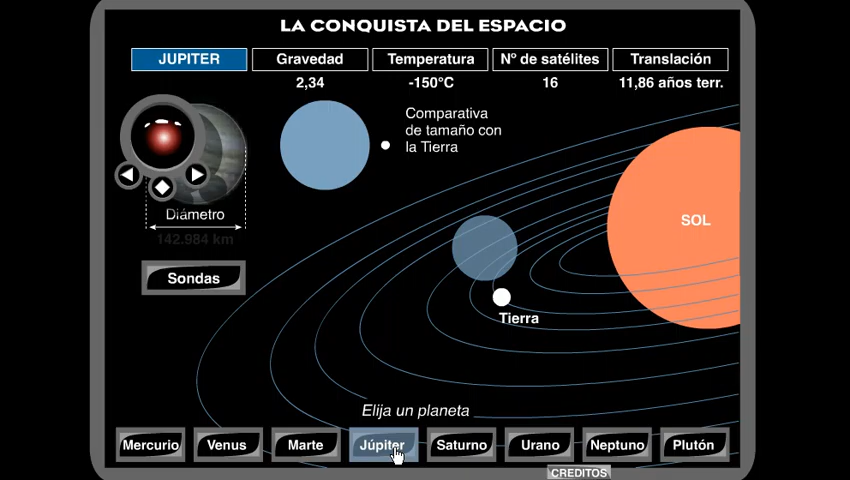 LA CONQUISTA DEL ESPACIO
JUPITER Gravedad Temperatura Nº de satélites Translación
2,34 -150°C 16 11,86 años terr.
Comparativa
de tamaño con
la Tierra
Diámetro
142.984 km
SOL
Sondas
Tierra
Elija un planeta
Mercurio Venus Marte Júpiter Saturno Urano Neptuno Plutón
CREDITOS